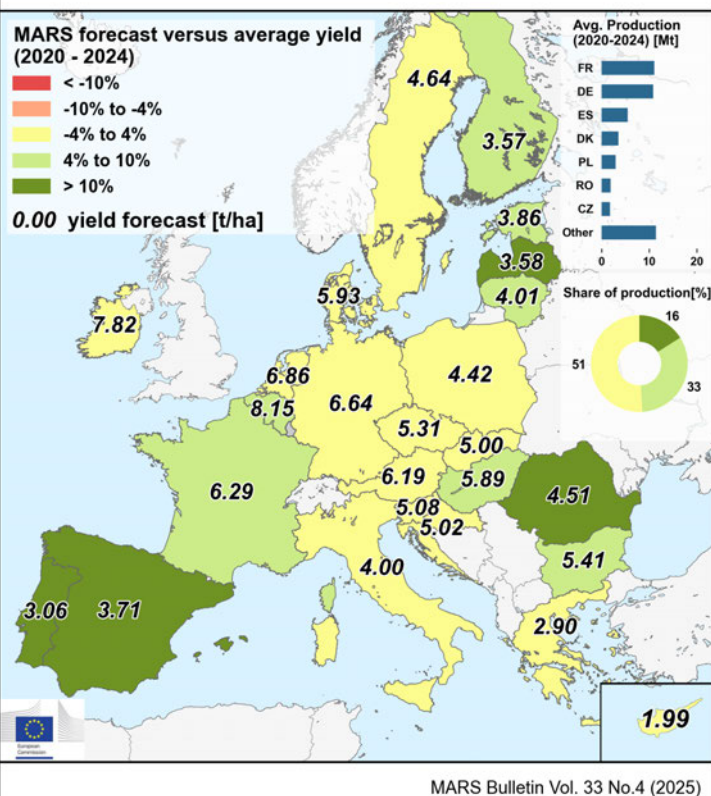 MARS forecast versus average yield
(2020 - 2024)
< -10%
-10% to -4%
-4% to 4%
4% to 10%
> 10%
0.00 yield forecast [t/ha]
Avg. Production
(2020-2024) [Mt]
FR
DE
ES
DK
PL
RO
CZ
Other
0 10 20
Share of production[%]
16
51
33
4.64
3.57
3.86
3.58
4.01
5.93
7.82
6.86
8.15
6.64
4.42
5.31
5.00
6.19
5.89
6.29
5.08
5.02
4.51
4.00
5.41
3.06
3.71
2.90
1.99
European
Commission
MARS Bulletin Vol. 33 No.4 (2025)